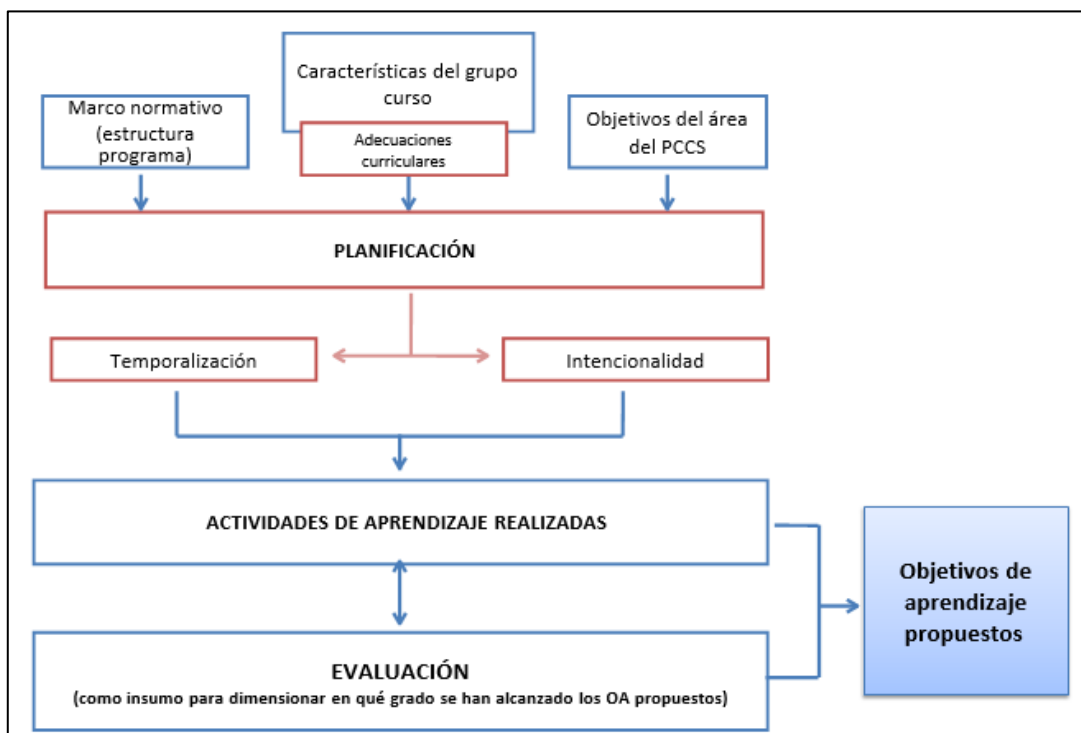 Características del grupo
curso
Marco normativo
(estructura
programa)
Adecuaciones
curriculares
Objetivos del área
del PCCS
PLANIFICACIÓN
Temporalización
Intencionalidad
ACTIVIDADES DE APRENDIZAJE REALIZADAS
Objetivos de
aprendizaje
propuestos
EVALUACIÓN
(como insumo para dimensionar en qué grado se han alcanzado los OA propuestos)